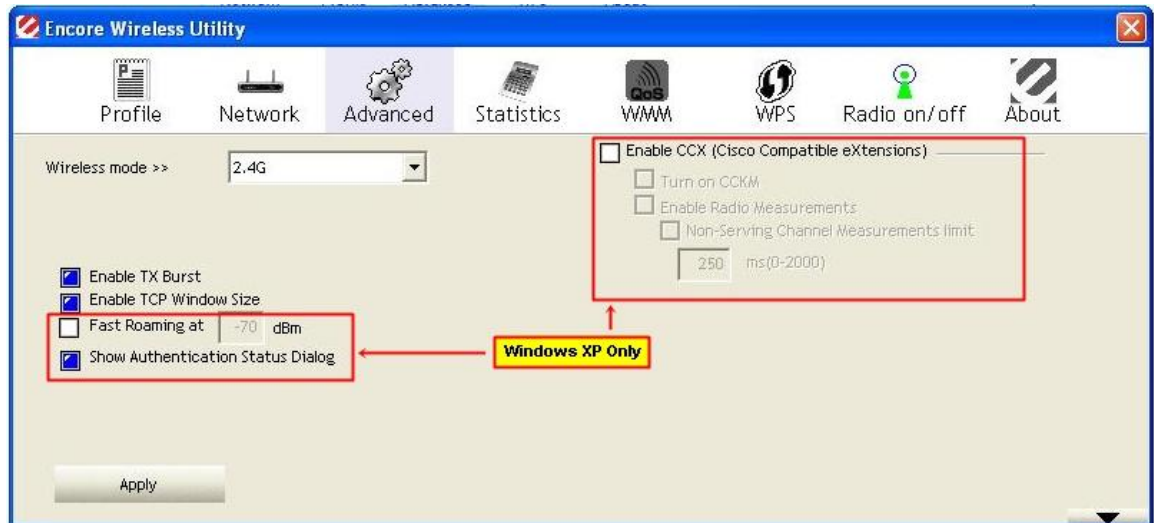 Encore Wireless Utility
Profile
Network
Advanced
Statistics
QoS
WMM
WPS
Radio on/off
About
Wireless mode >>
2.4G
Enable CCX (Cisco Compatible eXtensions)
Turn on CCKM
Enable Radio Measurements
Non-Serving Channel Measurements limit
250 ms(0-2000)
Enable TX Burst
Enable TCP Window Size
Fast Roaming at -70 dBm
Show Authentication Status Dialog
Windows XP Only
Apply